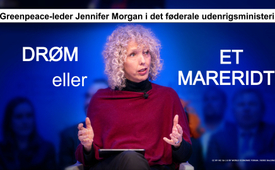 Greenpeace-leder Jennifer Morgan i det føderale udenrigsministeri
DRØM
eller
ET
MARERIDT